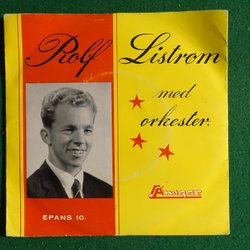 Rolf Listrom
med
orkester.
EPANS 10.